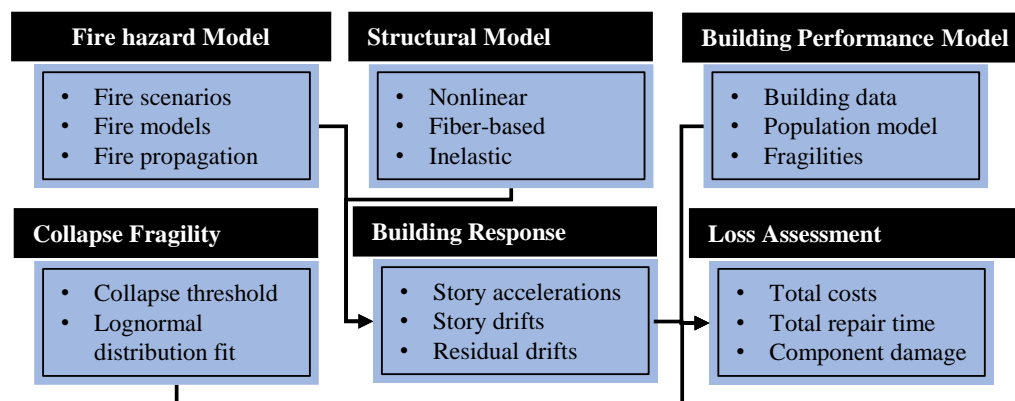 Fire hazard Model
• Fire scenarios
• Fire models
• Fire propagation
Structural Model
• Nonlinear
• Fiber-based
• Inelastic
Building Performance Model
• Building data
• Population model
• Fragilities
Collapse Fragility
• Collapse threshold
• Lognormal
distribution fit
Building Response
• Story accelerations
• Story drifts
• Residual drifts
Loss Assessment
• Total costs
• Total repair time
• Component damage